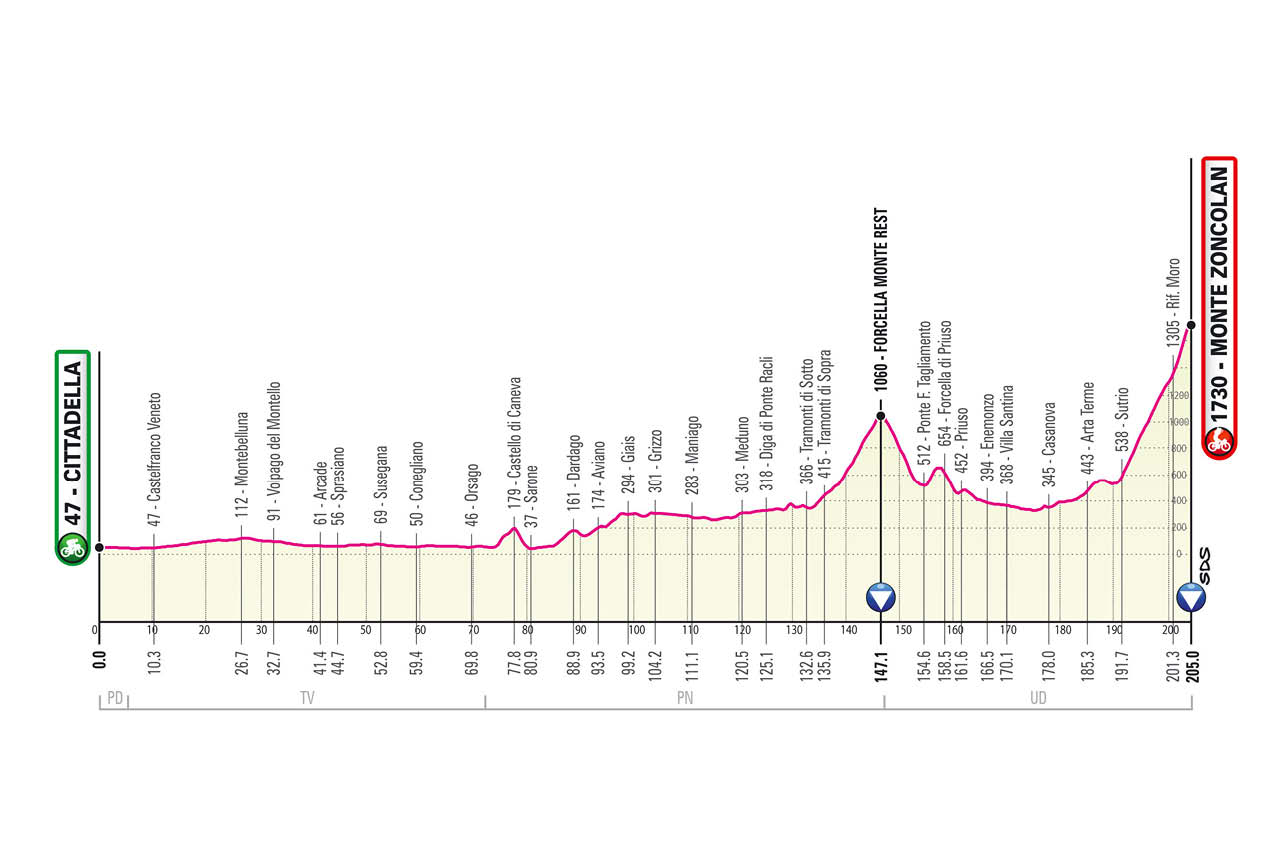 47 - CITTADELLA
47 - Castelfranco Veneto
112 - Montebelluna
91 - Volpago del Montello
61 - Arcade
56 - Spresiano
69 - Susegana
50 - Conegliano
46 - Orsago
179 - Castello di Caneva
37 - Sarone
161 - Dardago
174 - Aviano
294 - Giais
301 - Grizzo
283 - Maniago
303 - Meduno
318 - Diga di Ponte Racli
366 - Tramonti di Sotto
415 - Tramonti di Sopra
1060 - FORCELLA MONTE REST
512 - Ponte F. Tagliamento
654 - Forcella di Priuso
452 - Priuso
394 - Enemonzo
368 - Villa Santina
345 - Casanova
443 - Arta Terme
538 - Sutrio
1305 - Rif. Moro
1730 - MONTE ZONCOLAN
1200
1000
800
600
400
200
0
SDS
0 10 20 30 40 50 60 70 80 90 100 110 120 130 140 150 160 170 180 190 200
0.0 10.3 26.7 32.7 41.4 44.7 52.8 59.4 69.8 77.8 80.9 88.9 93.5 99.2 104.2 111.1 120.5 125.1 132.6 135.9 147.1 154.6 158.5 161.6 166.5 170.1 178.0 185.3 191.7 201.3 205.0
PD TV PN UD